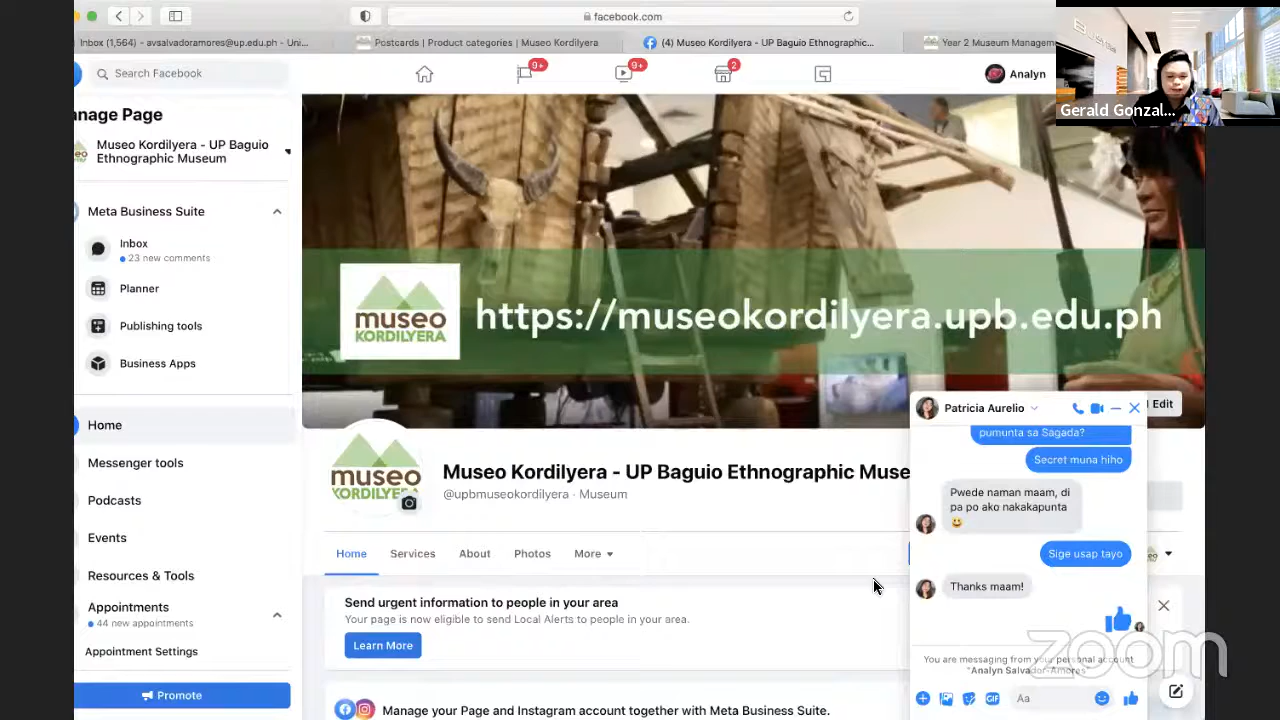 facebook.com
Inbox (1,564) - avsalvadoramores@up.edu.ph - Uni...
Postcards | Product categories | Museo Kordilyera
(4) Museo Kordilyera - UP Baguio Ethnographic...
Year 2 Museum Managem
Search Facebook
9+
9+
2
Analyn
Gerald Gonzal...
anage Page
Museo Kordilyera - UP Baguio
Ethnographic Museum
Meta Business Suite
Inbox
23 new comments
Planner
Publishing tools
Business Apps
Home
Messenger tools
Podcasts
Events
Resources & Tools
Appointments
44 new appointments
Appointment Settings
Promote
museo
KORDILYERA
https://museokordilyera.upb.edu.ph
Edit
museo
KORDILYERA
Museo Kordilyera - UP Baguio Ethnographic Muse
@upbmuseokordilyera · Museum
Home
Services
About
Photos
More
Send urgent information to people in your area
Your page is now eligible to send Local Alerts to people in your area.
Learn More
Manage your Page and Instagram account together with Meta Business Suite.
Patricia Aurelio
pumunta sa Sagada?
Secret muna hiho
Pwede naman maam, di
pa po ako nakakapunta
Sige usap tayo
Thanks maam!
You are messaging from your personal account
"Analyn Salvador-Amores"
GIF
Aa
zoom